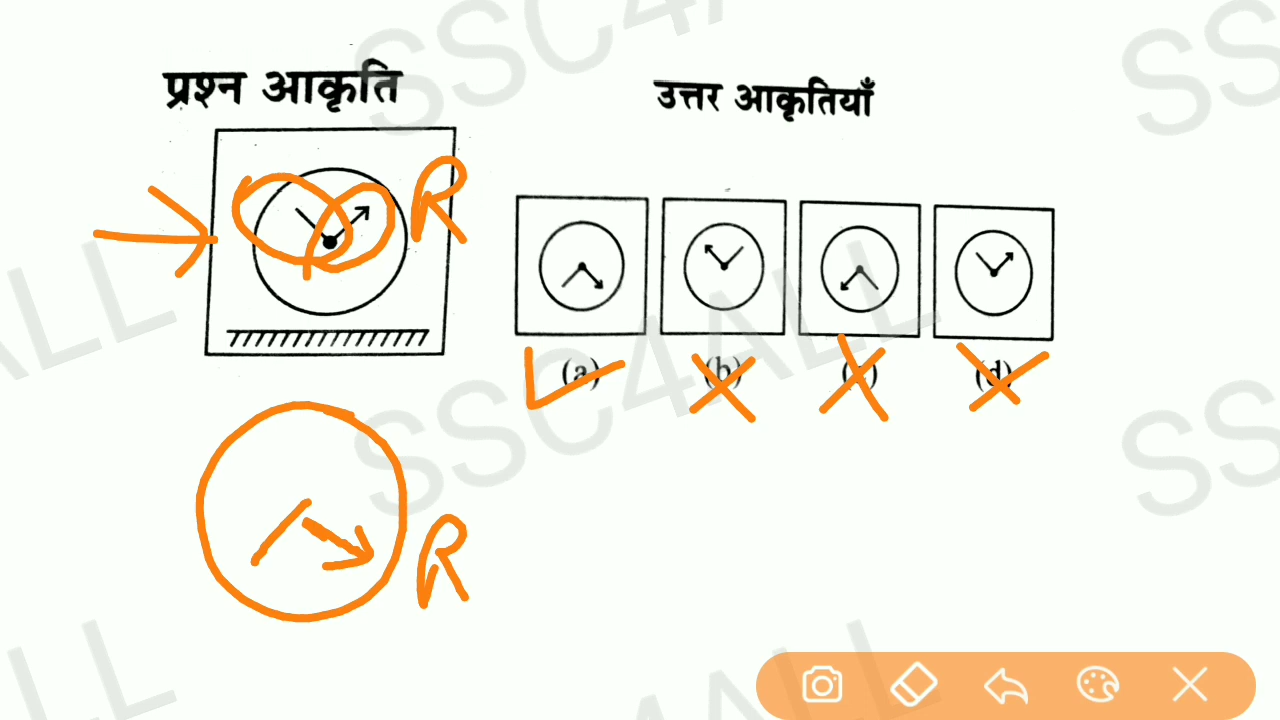 SSC4ALL
प्रश्न आकृति
उत्तर आकृतियाँ
R
(a) (b) (c) (d)
R